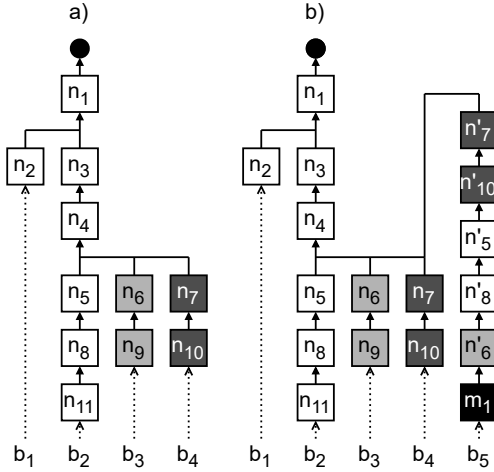 a) b)
n1 n1
n'7
n2 n3 n2 n3
n'10
n4 n4
n'5
n5 n6 n7 n5 n6 n7 n'8
n8 n9 n10 n8 n9 n10 n'6
n11 n11 m1
b1 b2 b3 b4 b1 b2 b3 b4 b5